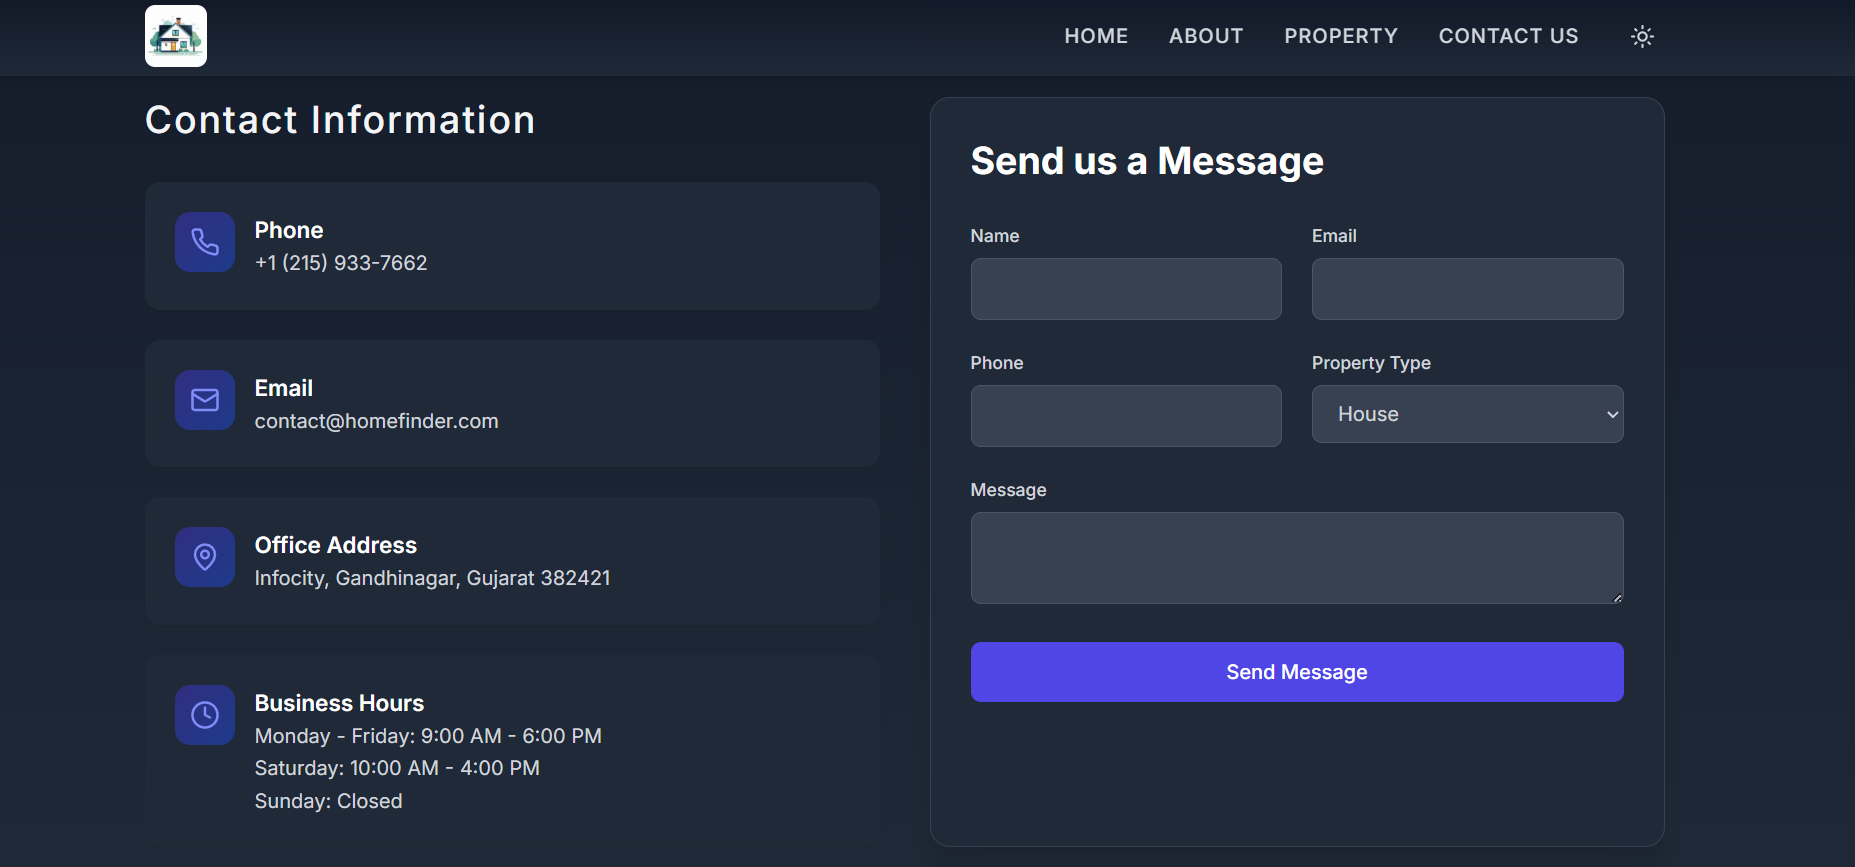 HOME ABOUT PROPERTY CONTACT US
Contact Information
Phone
+1 (215) 933-7662
Email
contact@homefinder.com
Office Address
Infocity, Gandhinagar, Gujarat 382421
Business Hours
Monday - Friday: 9:00 AM - 6:00 PM
Saturday: 10:00 AM - 4:00 PM
Sunday: Closed
Send us a Message
Name Email
Phone Property Type
House
Message
Send Message